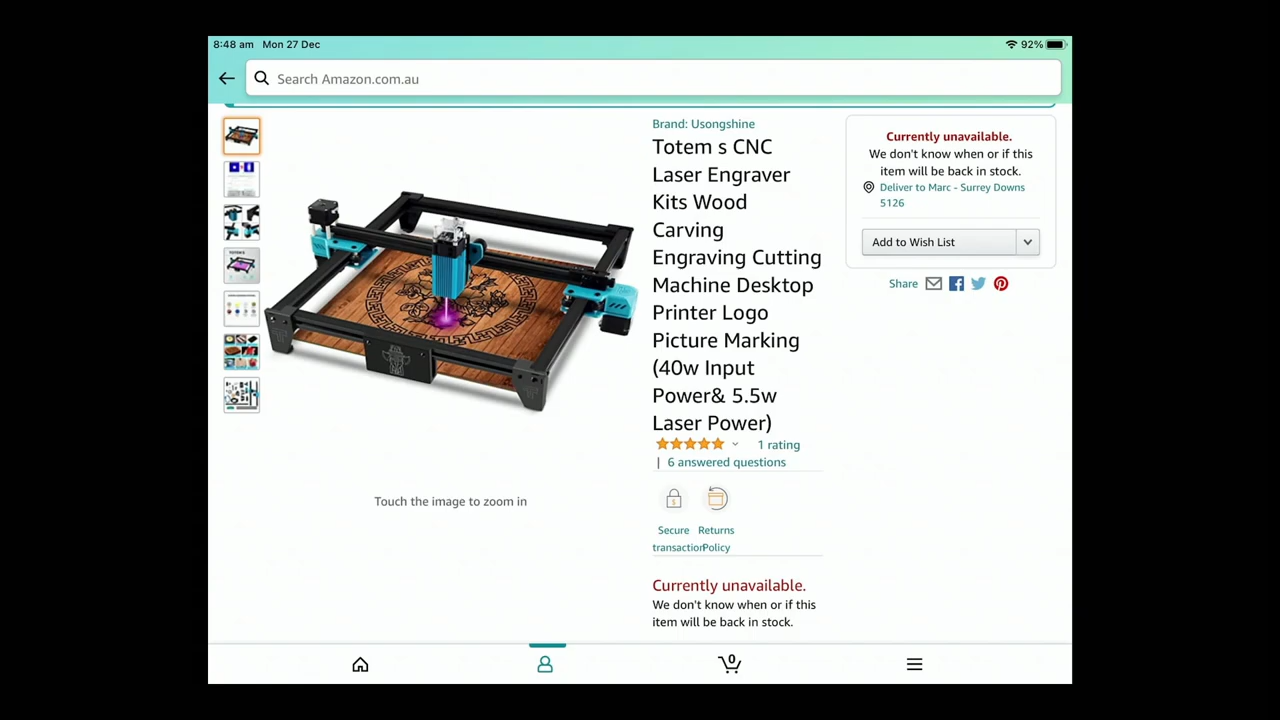 8:48 am Mon 27 Dec
92%
Search Amazon.com.au
Brand: Usongshine
Totem s CNC
Laser Engraver
Kits Wood
Carving
Engraving Cutting
Machine Desktop
Printer Logo
Picture Marking
(40w Input
Power& 5.5w
Laser Power)
1 rating
| 6 answered questions
Secure
transaction
Returns
Policy
Currently unavailable.
We don't know when or if this
item will be back in stock.
Currently unavailable.
We don't know when or if this
item will be back in stock.
Deliver to Marc - Surrey Downs
5126
Add to Wish List
Share
Touch the image to zoom in
0